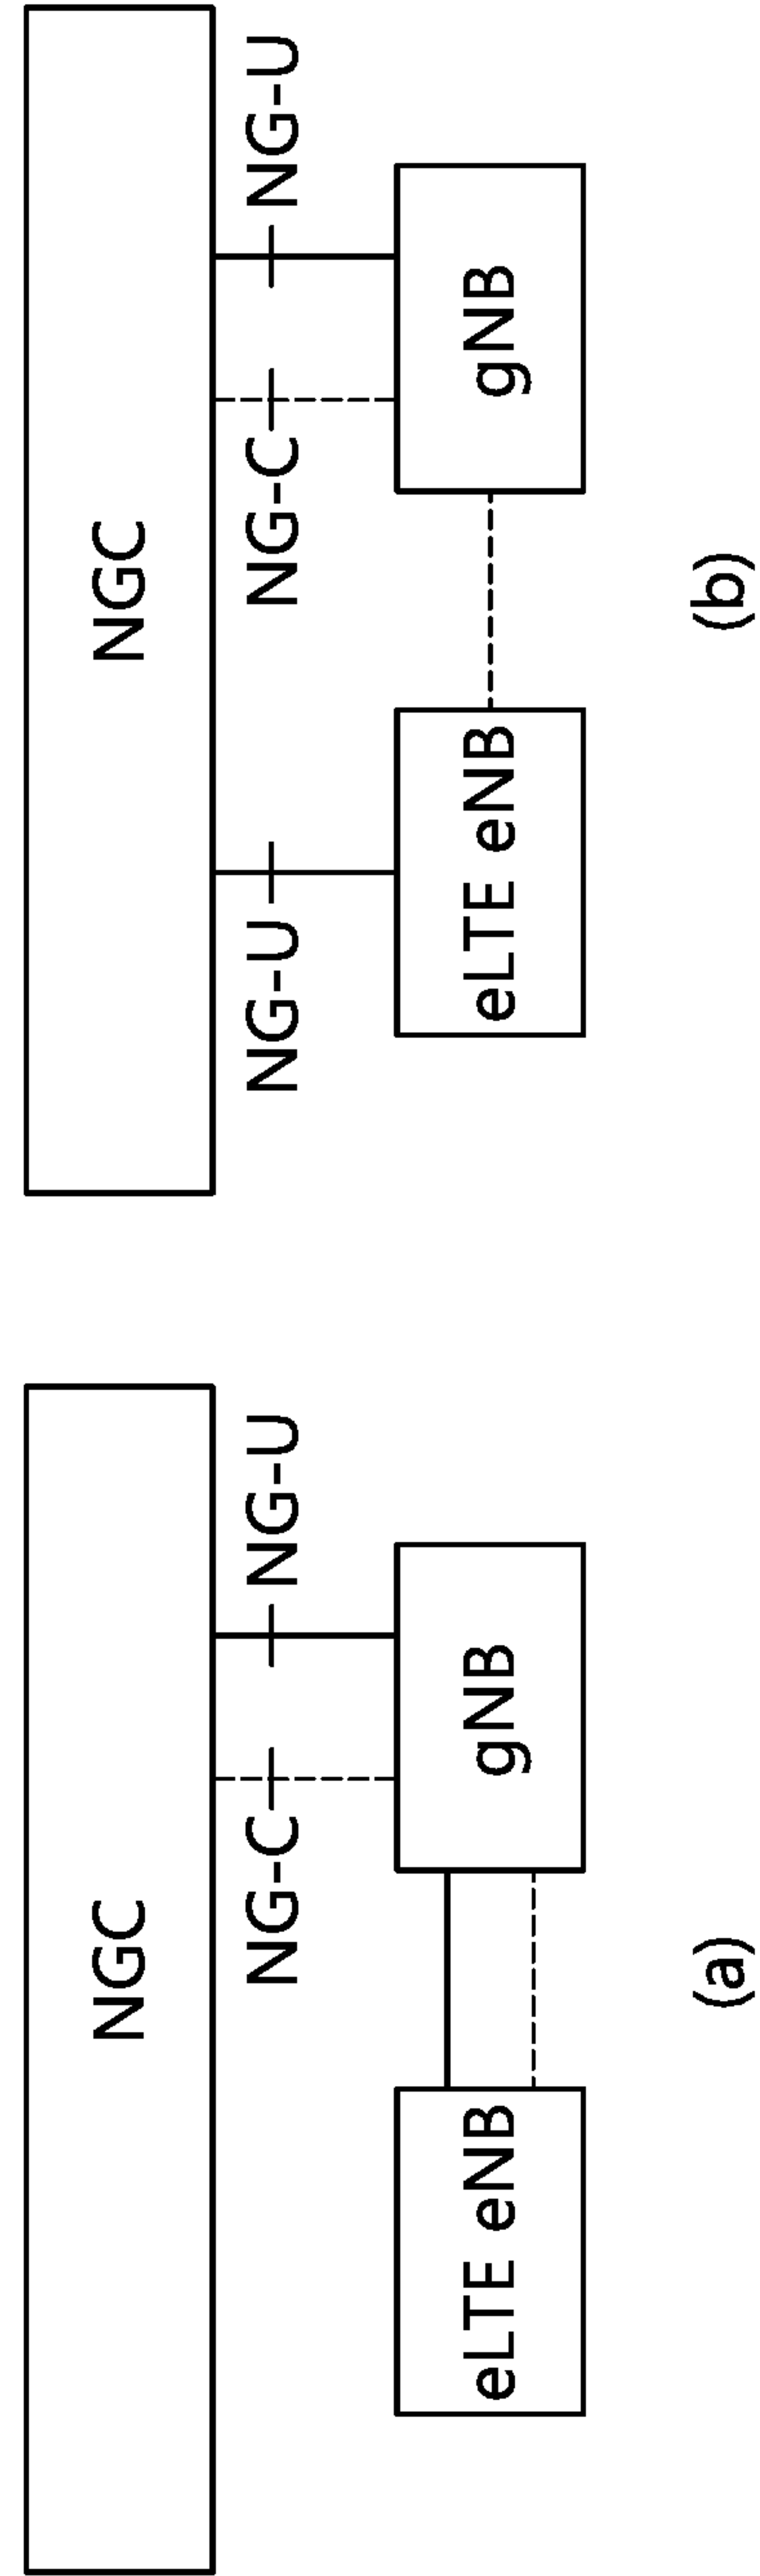 NGC
NG-C
NG-U
eLTE eNB
gNB
(a)
NGC
NG-U
NG-C
NG-U
eLTE eNB
gNB
(b)